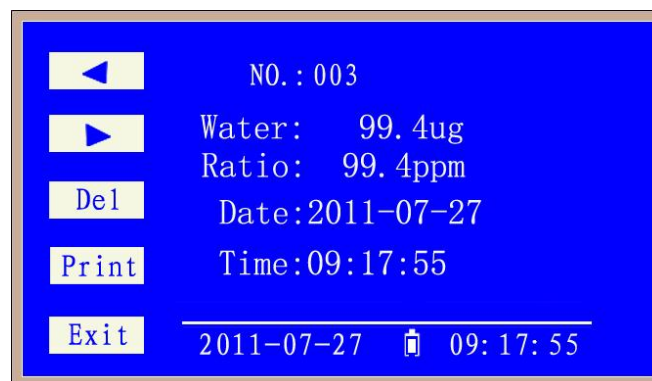 NO.:003
Water: 99.4ug
Ratio: 99.4ppm
Date:2011-07-27
Time:09:17:55
Del
Print
Exit
2011-07-27 09:17:55